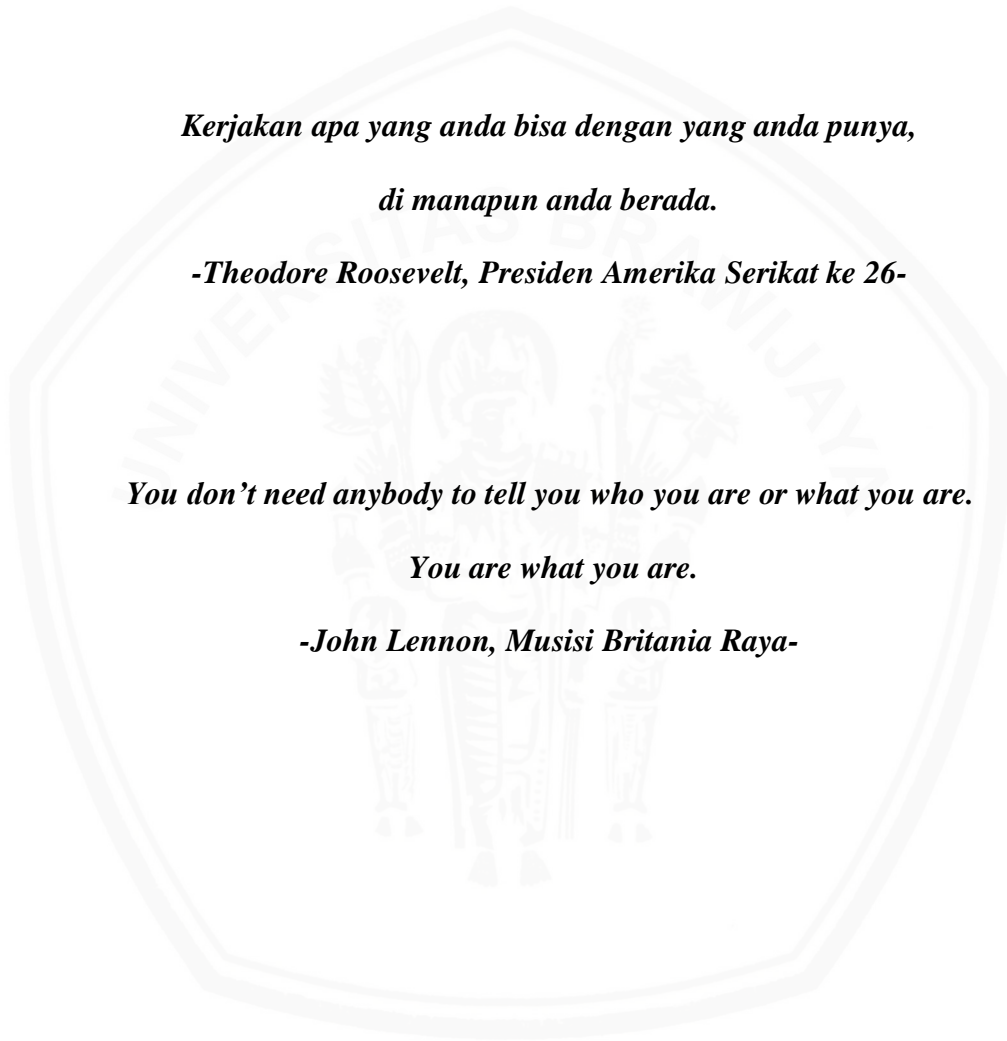 Kerjakan apa yang anda bisa dengan yang anda punya,
di manapun anda berada.
-Theodore Roosevelt, Presiden Amerika Serikat ke 26-
UNIVERSITAS BRAWIJAYA
You don’t need anybody to tell you who you are or what you are.
You are what you are.
-John Lennon, Musisi Britania Raya-